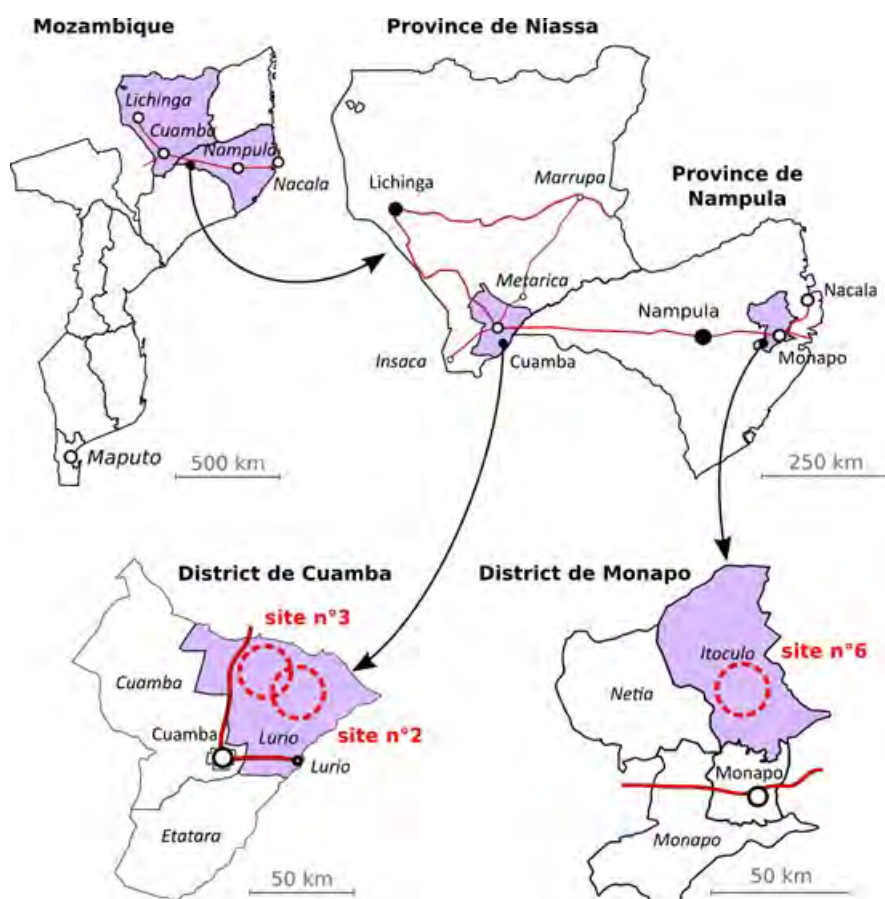 Mozambique
Lichinga
Cuamba
Nampula
Nacala
Maputo
500 km
Province de Niassa
Lichinga
Marrupa
Metarica
Insaca
Cuamba
Province de
Nampula
Nampula
Nacala
Monapo
250 km
District de Cuamba
site n°3
Cuamba
Cuamba
Lurio
site n°2
Lurio
Etatara
50 km
District de Monapo
Itoculo
site n°6
Netia
Monapo
Monapo
50 km